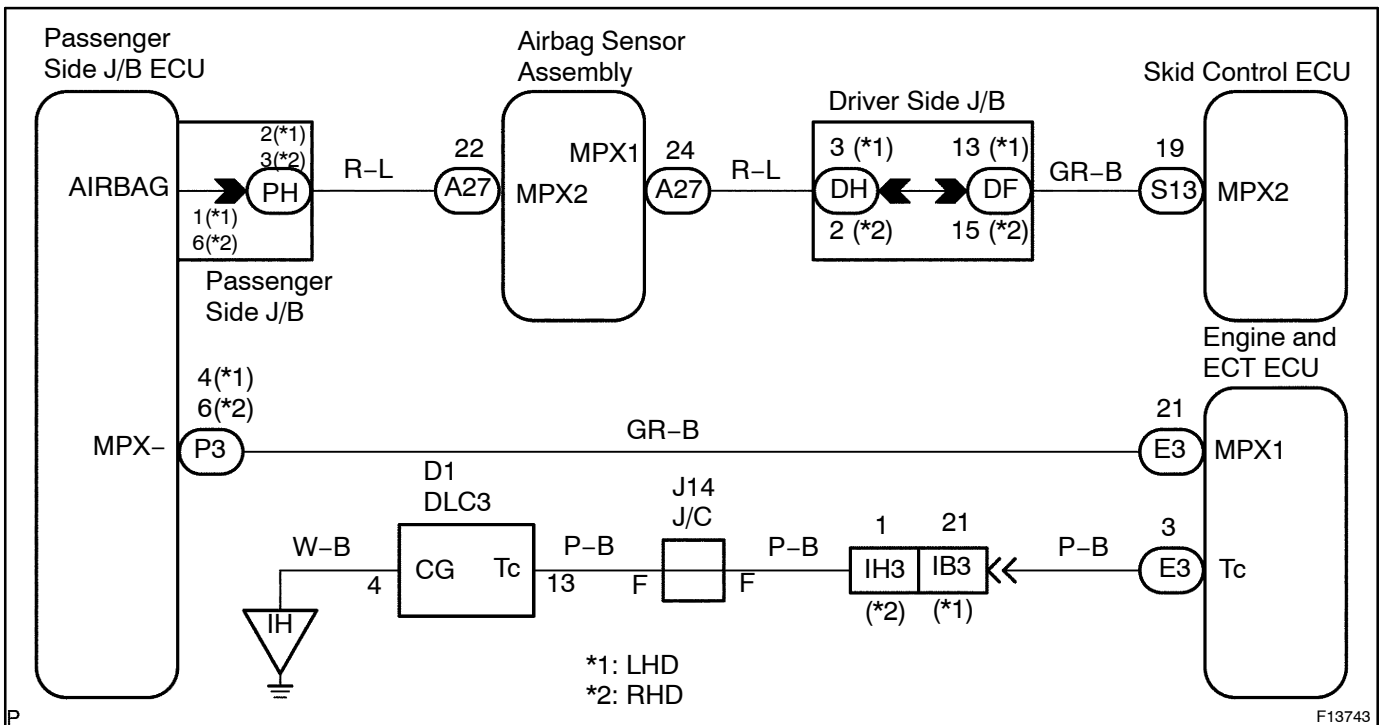 Passenger
Side J/B ECU
Airbag Sensor
Assembly
Skid Control ECU
Driver Side J/B
2(*1)
3(*2)
AIRBAG
PH
1(*1)
6(*2)
Passenger
Side J/B
R–L
22
A27
MPX2
MPX1
24
A27
R–L
3 (*1)
DH
2 (*2)
13 (*1)
DF
15 (*2)
GR–B
19
S13
MPX2
Engine and
ECT ECU
4(*1)
6(*2)
MPX–
P3
GR–B
21
E3
MPX1
D1
DLC3
J14
J/C
W–B
4
CG
Tc
P–B
13
F
F
P–B
1
21
IH3
IB3
(*2)
(*1)
P–B
3
E3
Tc
IH
*1: LHD
*2: RHD
P
F13743